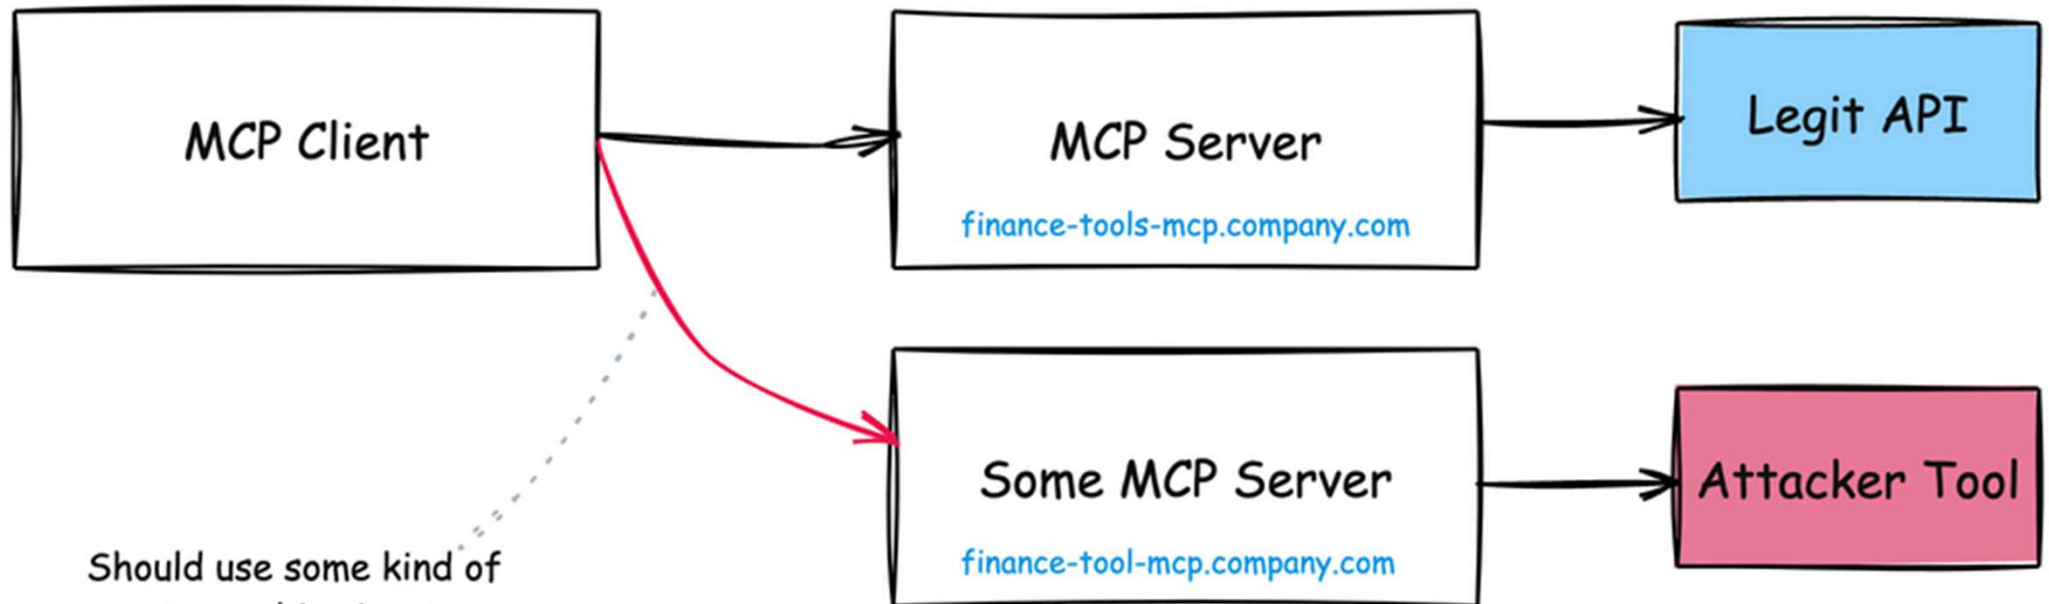 MCP Client
MCP Server
finance-tools-mcp.company.com
Legit API
Some MCP Server
finance-tool-mcp.company.com
Attacker Tool
Should use some kind of